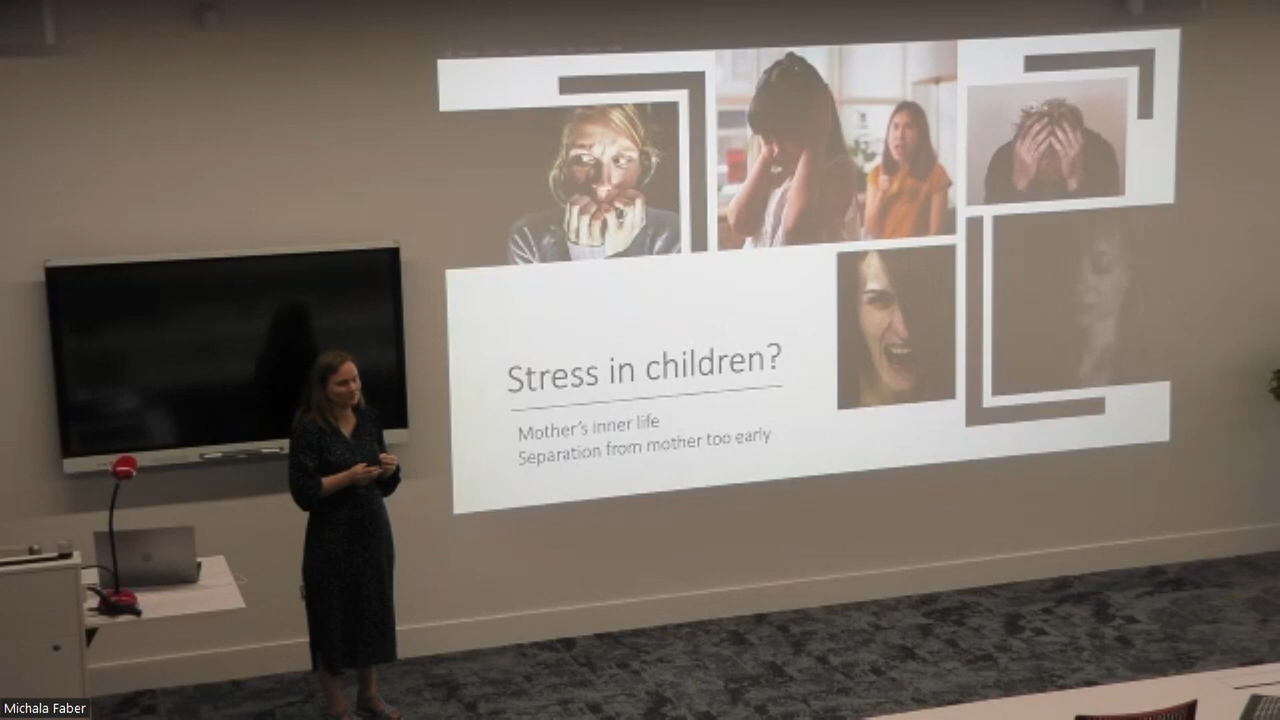 Stress in children?
Mother's inner life
Separation from mother too early
Michala Faber